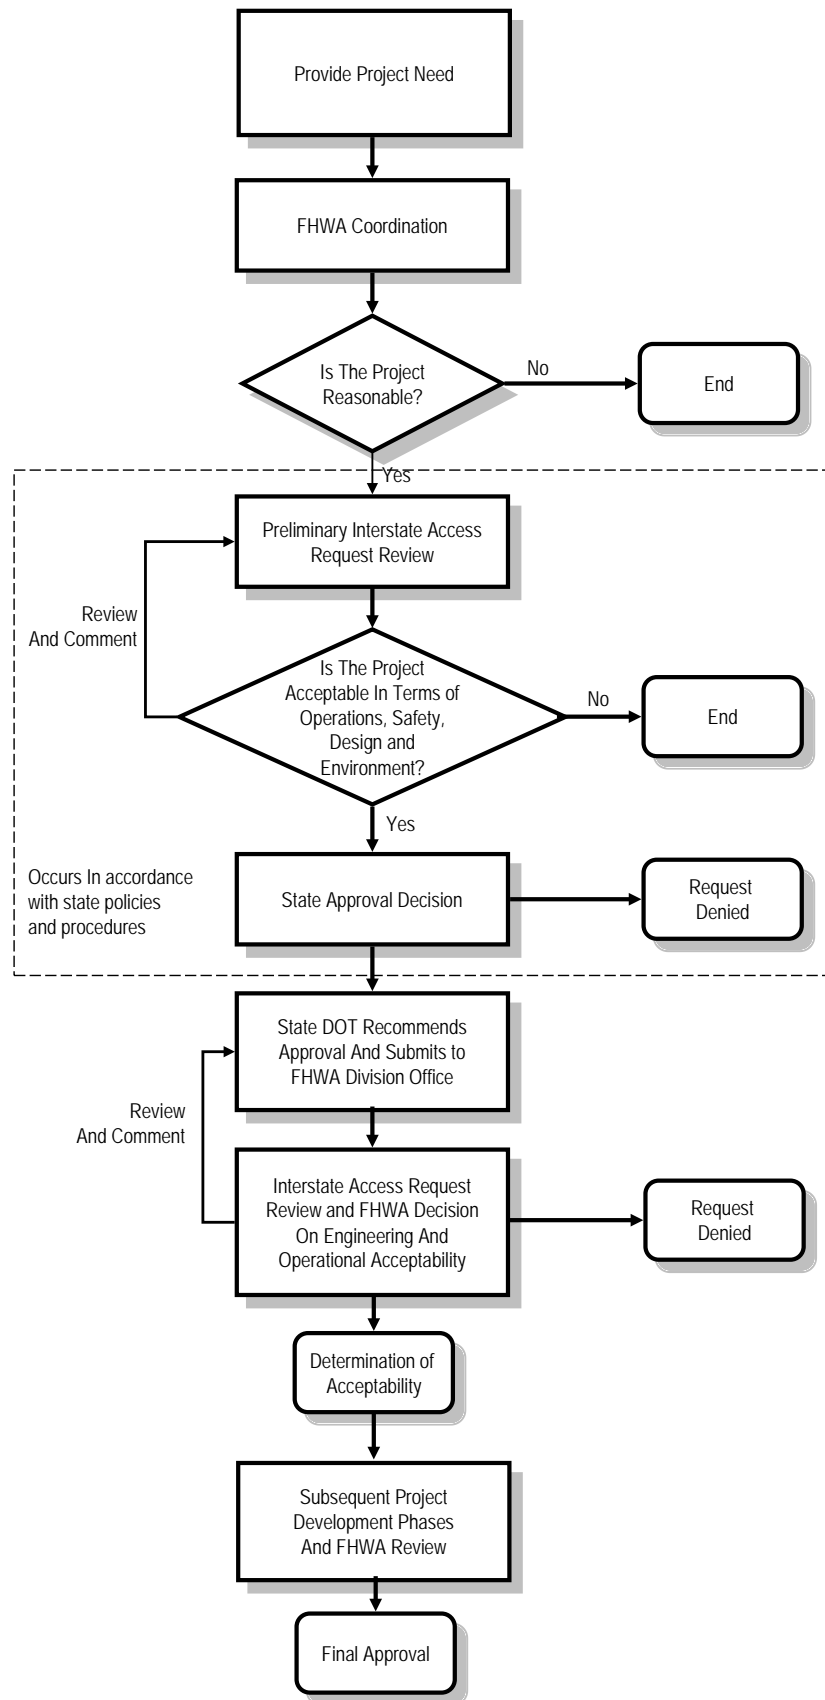 Provide Project Need
FHWA Coordination
Is The Project
Reasonable?
No
End
Yes
Preliminary Interstate Access
Request Review
Review
And Comment
Is The Project
Acceptable In Terms of
Operations, Safety,
Design and
Environment?
No
End
Yes
Occurs In accordance
with state policies
and procedures
State Approval Decision
Request
Denied
State DOT Recommends
Approval And Submits to
FHWA Division Office
Review
And Comment
Interstate Access Request
Review and FHWA Decision
On Engineering And
Operational Acceptability
Request
Denied
Determination of
Acceptability
Subsequent Project
Development Phases
And FHWA Review
Final Approval